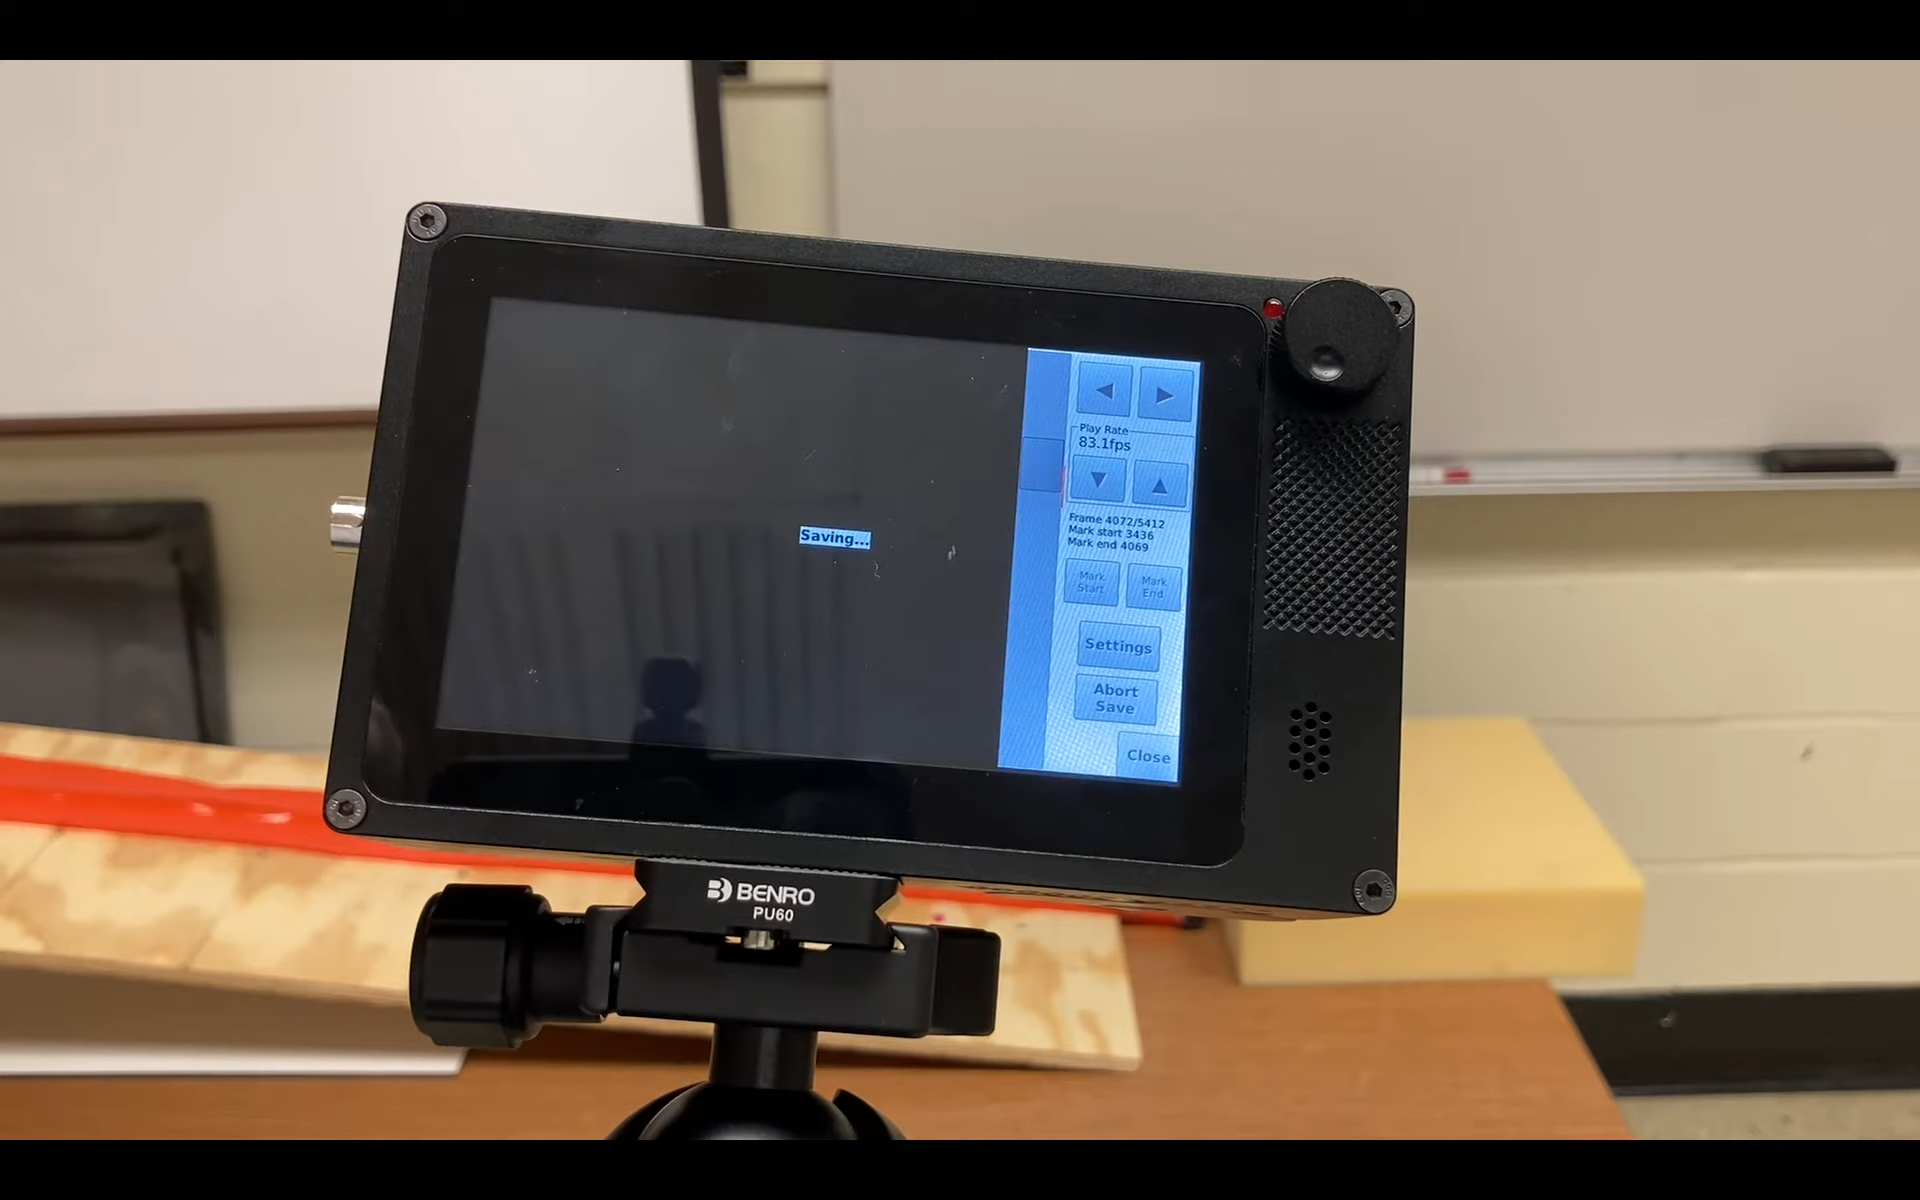 Play Rate
83.1fps
Frame 4072/5412
Mark start 3436
Mark end 4069
Saving...
Mark
Start
Mark
End
Settings
Abort
Save
Close
BENRO
PU60